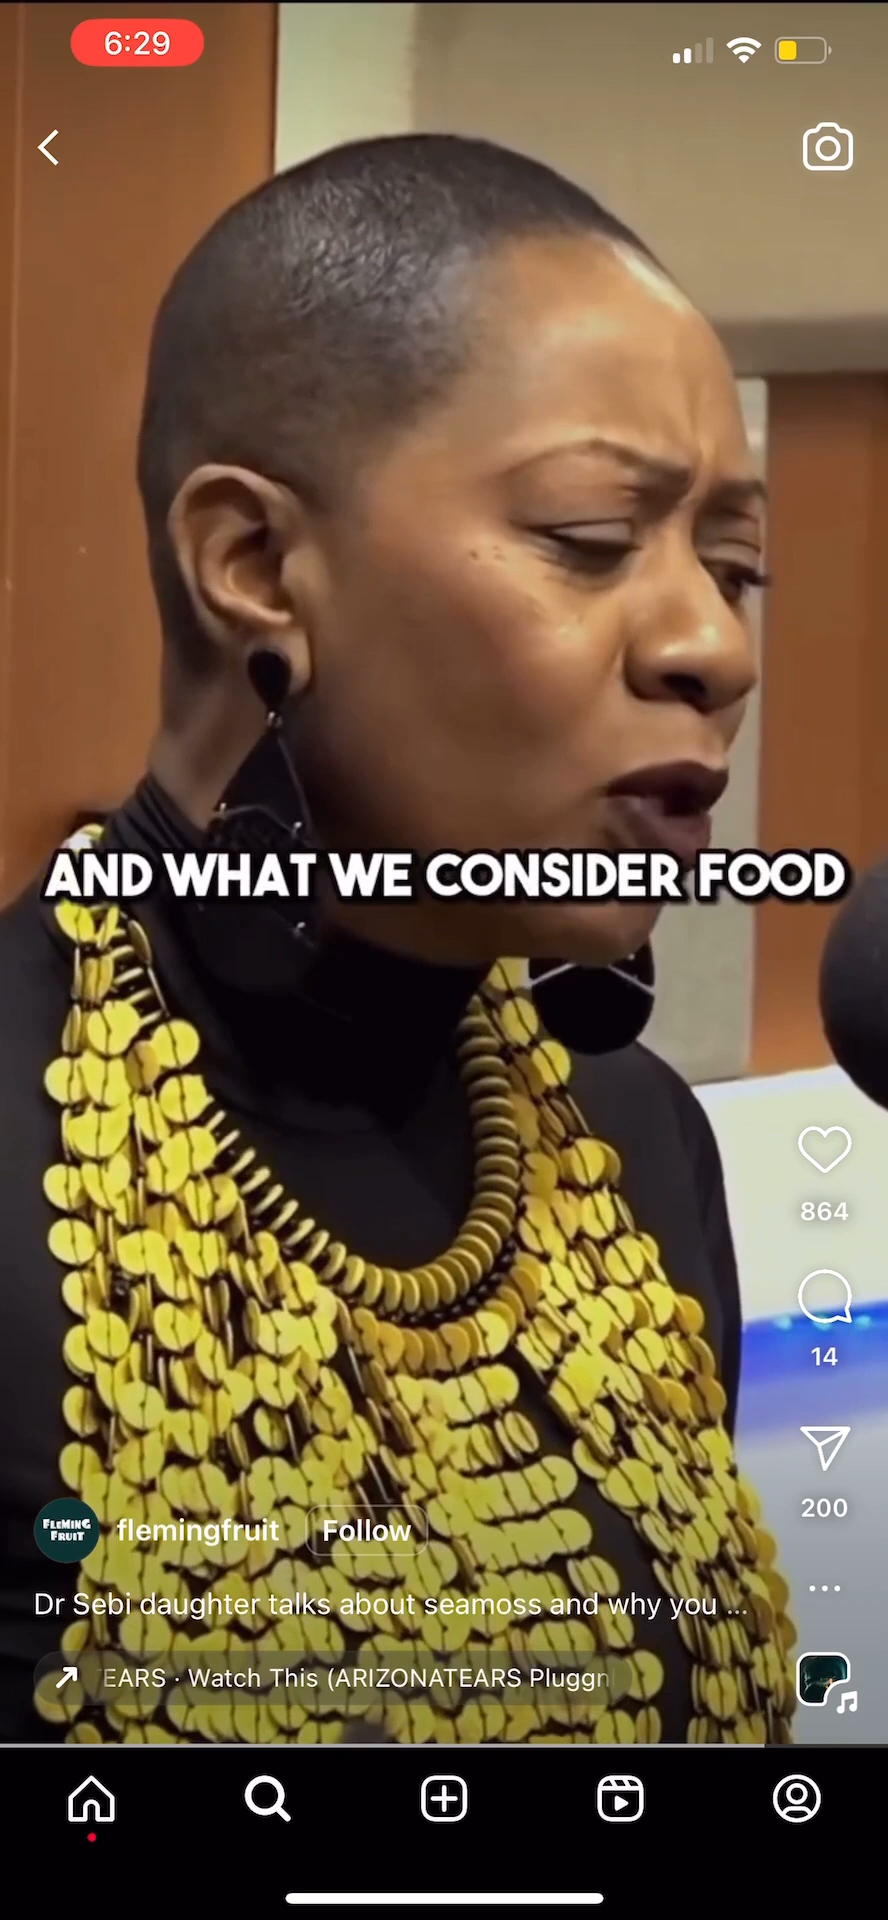 6:29
AND WHAT WE CONSIDER FOOD
864
14
200
FLEMING
FRUIT
flemingfruit Follow
Dr Sebi daughter talks about seamoss and why you ...
EARS · Watch This (ARIZONATEARS Pluggn